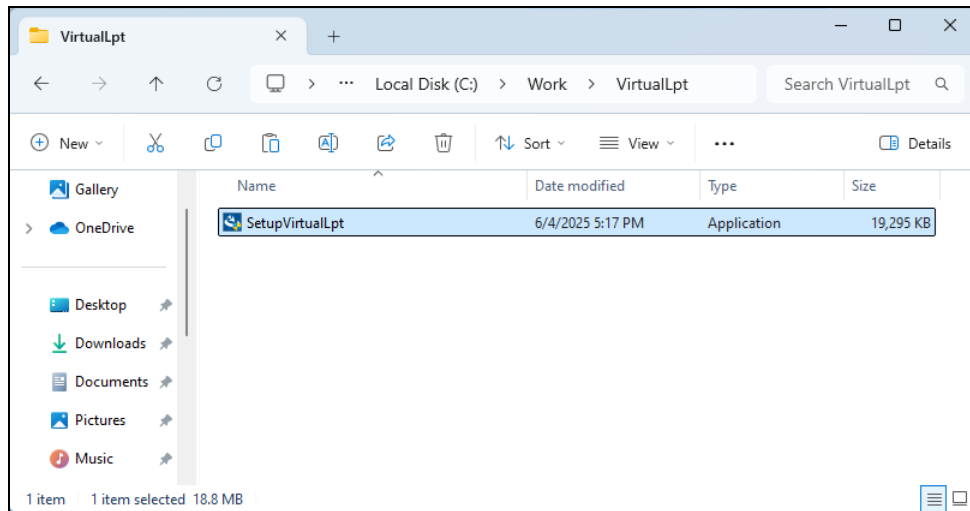 VirtualLpt
Local Disk (C:) Work VirtualLpt Search VirtualLpt
New Sort View Details
Gallery
OneDrive
Desktop
Downloads
Documents
Pictures
Music
Name Date modified Type Size
SetupVirtualLpt 6/4/2025 5:17 PM Application 19,295 KB
1 item 1 item selected 18.8 MB